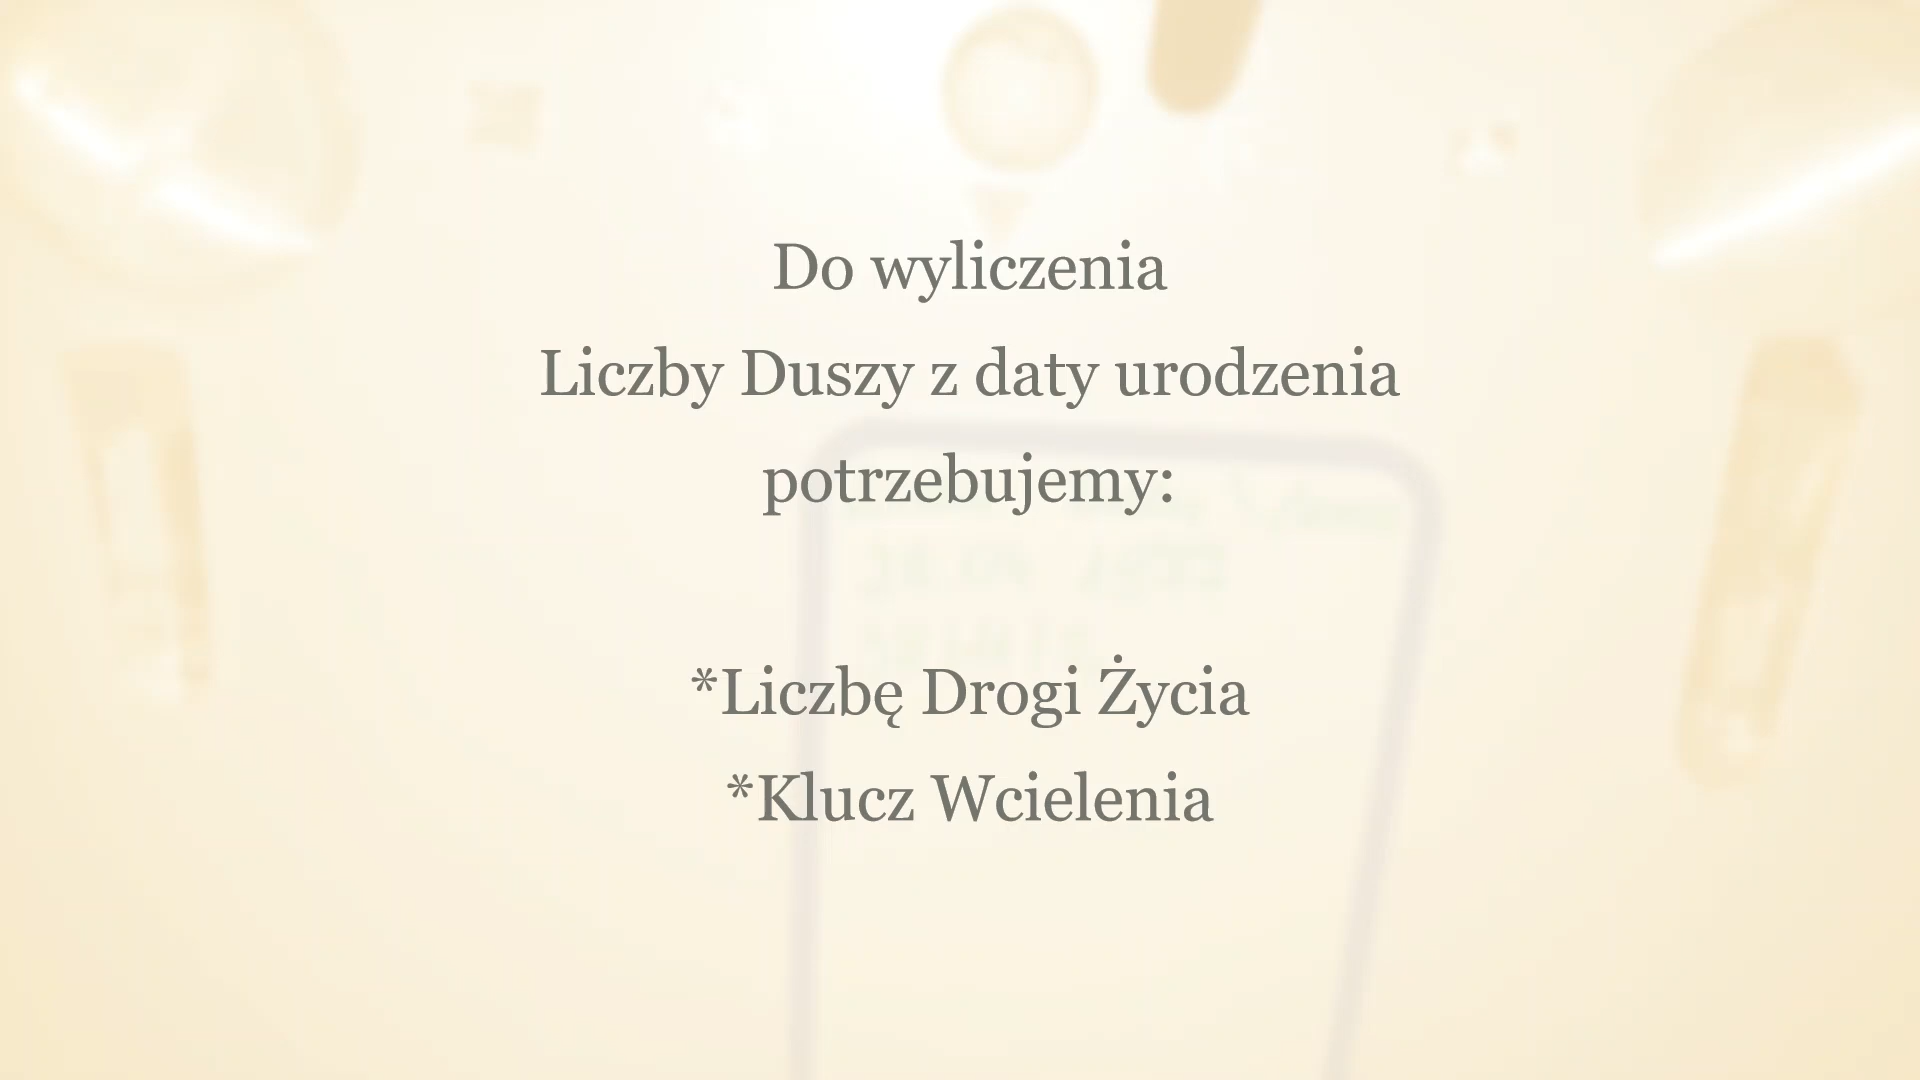 Do wyliczenia
Liczby Duszy z daty urodzenia
potrzebujemy:
*Liczbę Drogi Życia
*Klucz Wcielenia